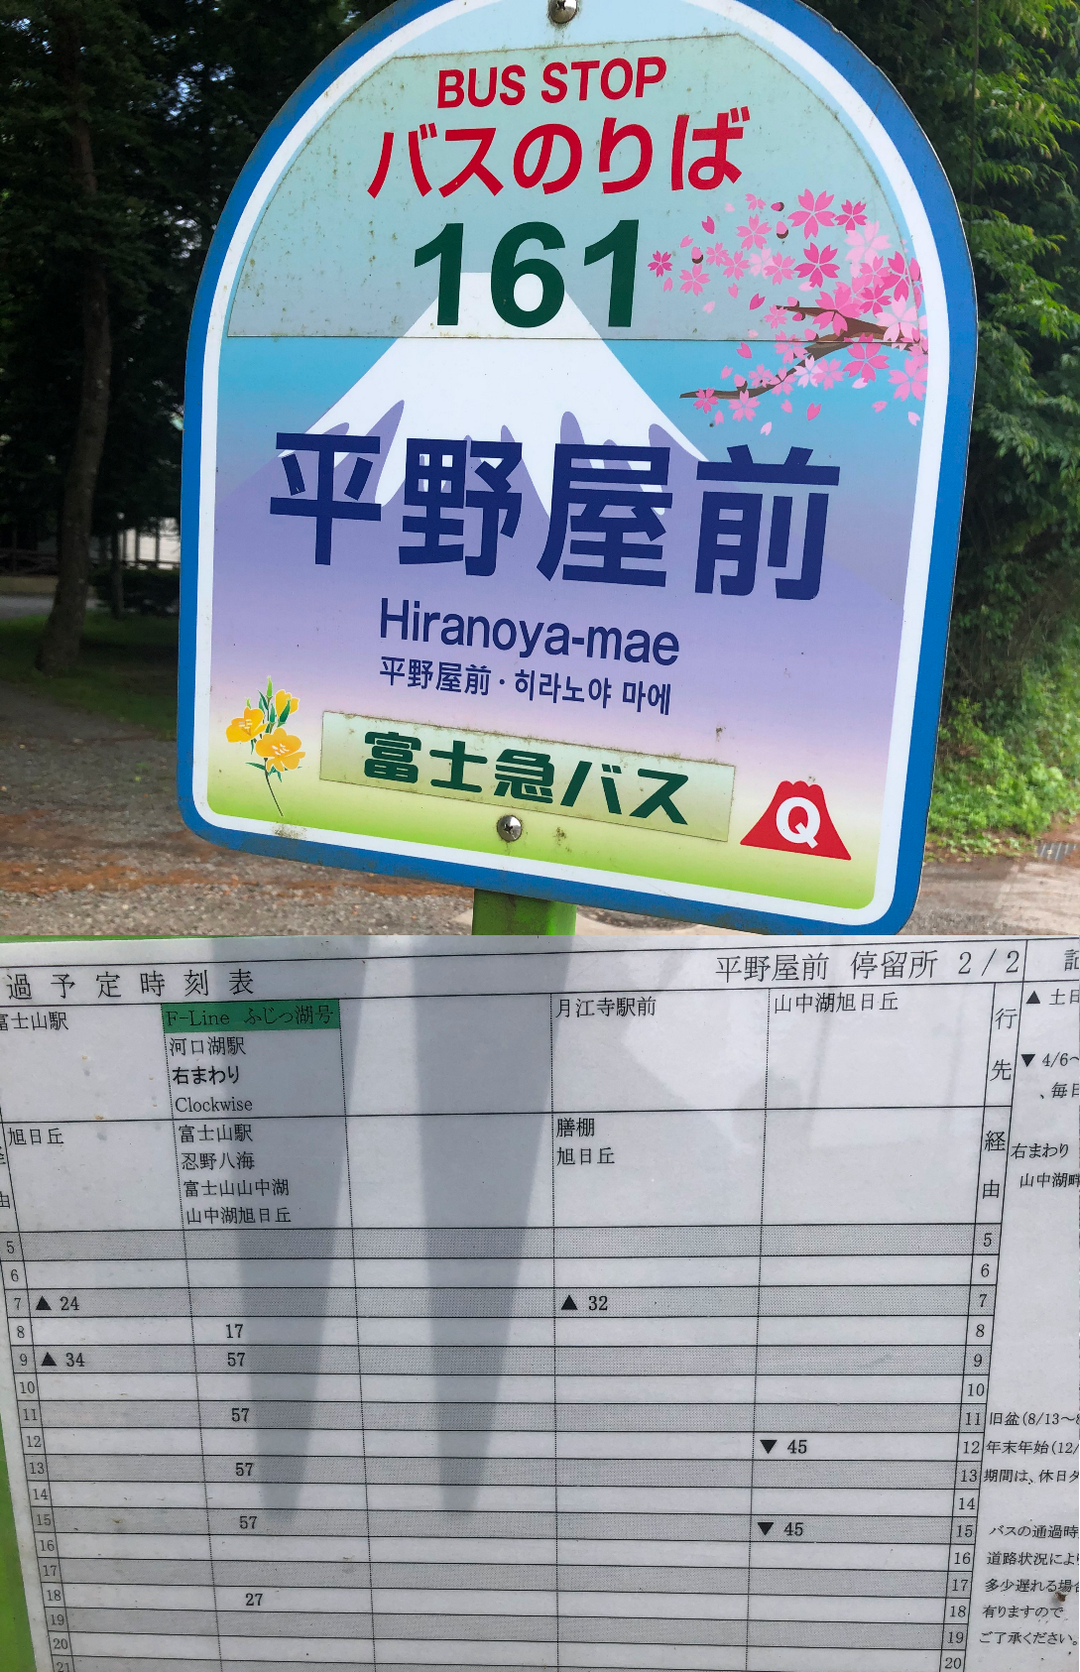 BUS STOP
バスのりば
161
平野屋前
Hiranoya-mae
平野屋前・히라노야 마에
富士急バス
Q
過予定時刻表
平野屋前 停留所 2/2
記
富士山駅
F-Line ふじっ湖号
河口湖駅
右まわり
Clockwise
月江寺駅前
山中湖旭日丘
行先
▲ 土日
▼ 4/6～
、毎日
旭日丘
富士山駅
忍野八海
富士山山中湖
山中湖旭日丘
膳棚
旭日丘
経由
右まわり
山中湖畔
5 5
6 6
7 ▲ 24 ▲ 32 7
8 17 8
9 ▲ 34 57 9
10 10
11 57 11
12 ▼ 45 12
13 57 13
14 14
15 57 ▼ 45 15
16 16
17 17
18 27 18
19 19
20 20
21
旧盆(8/13～8
年末年始(12/
期間は、休日ダ
バスの通過時
道路状況により
多少遅れる場合
有りますので
ご了承ください。